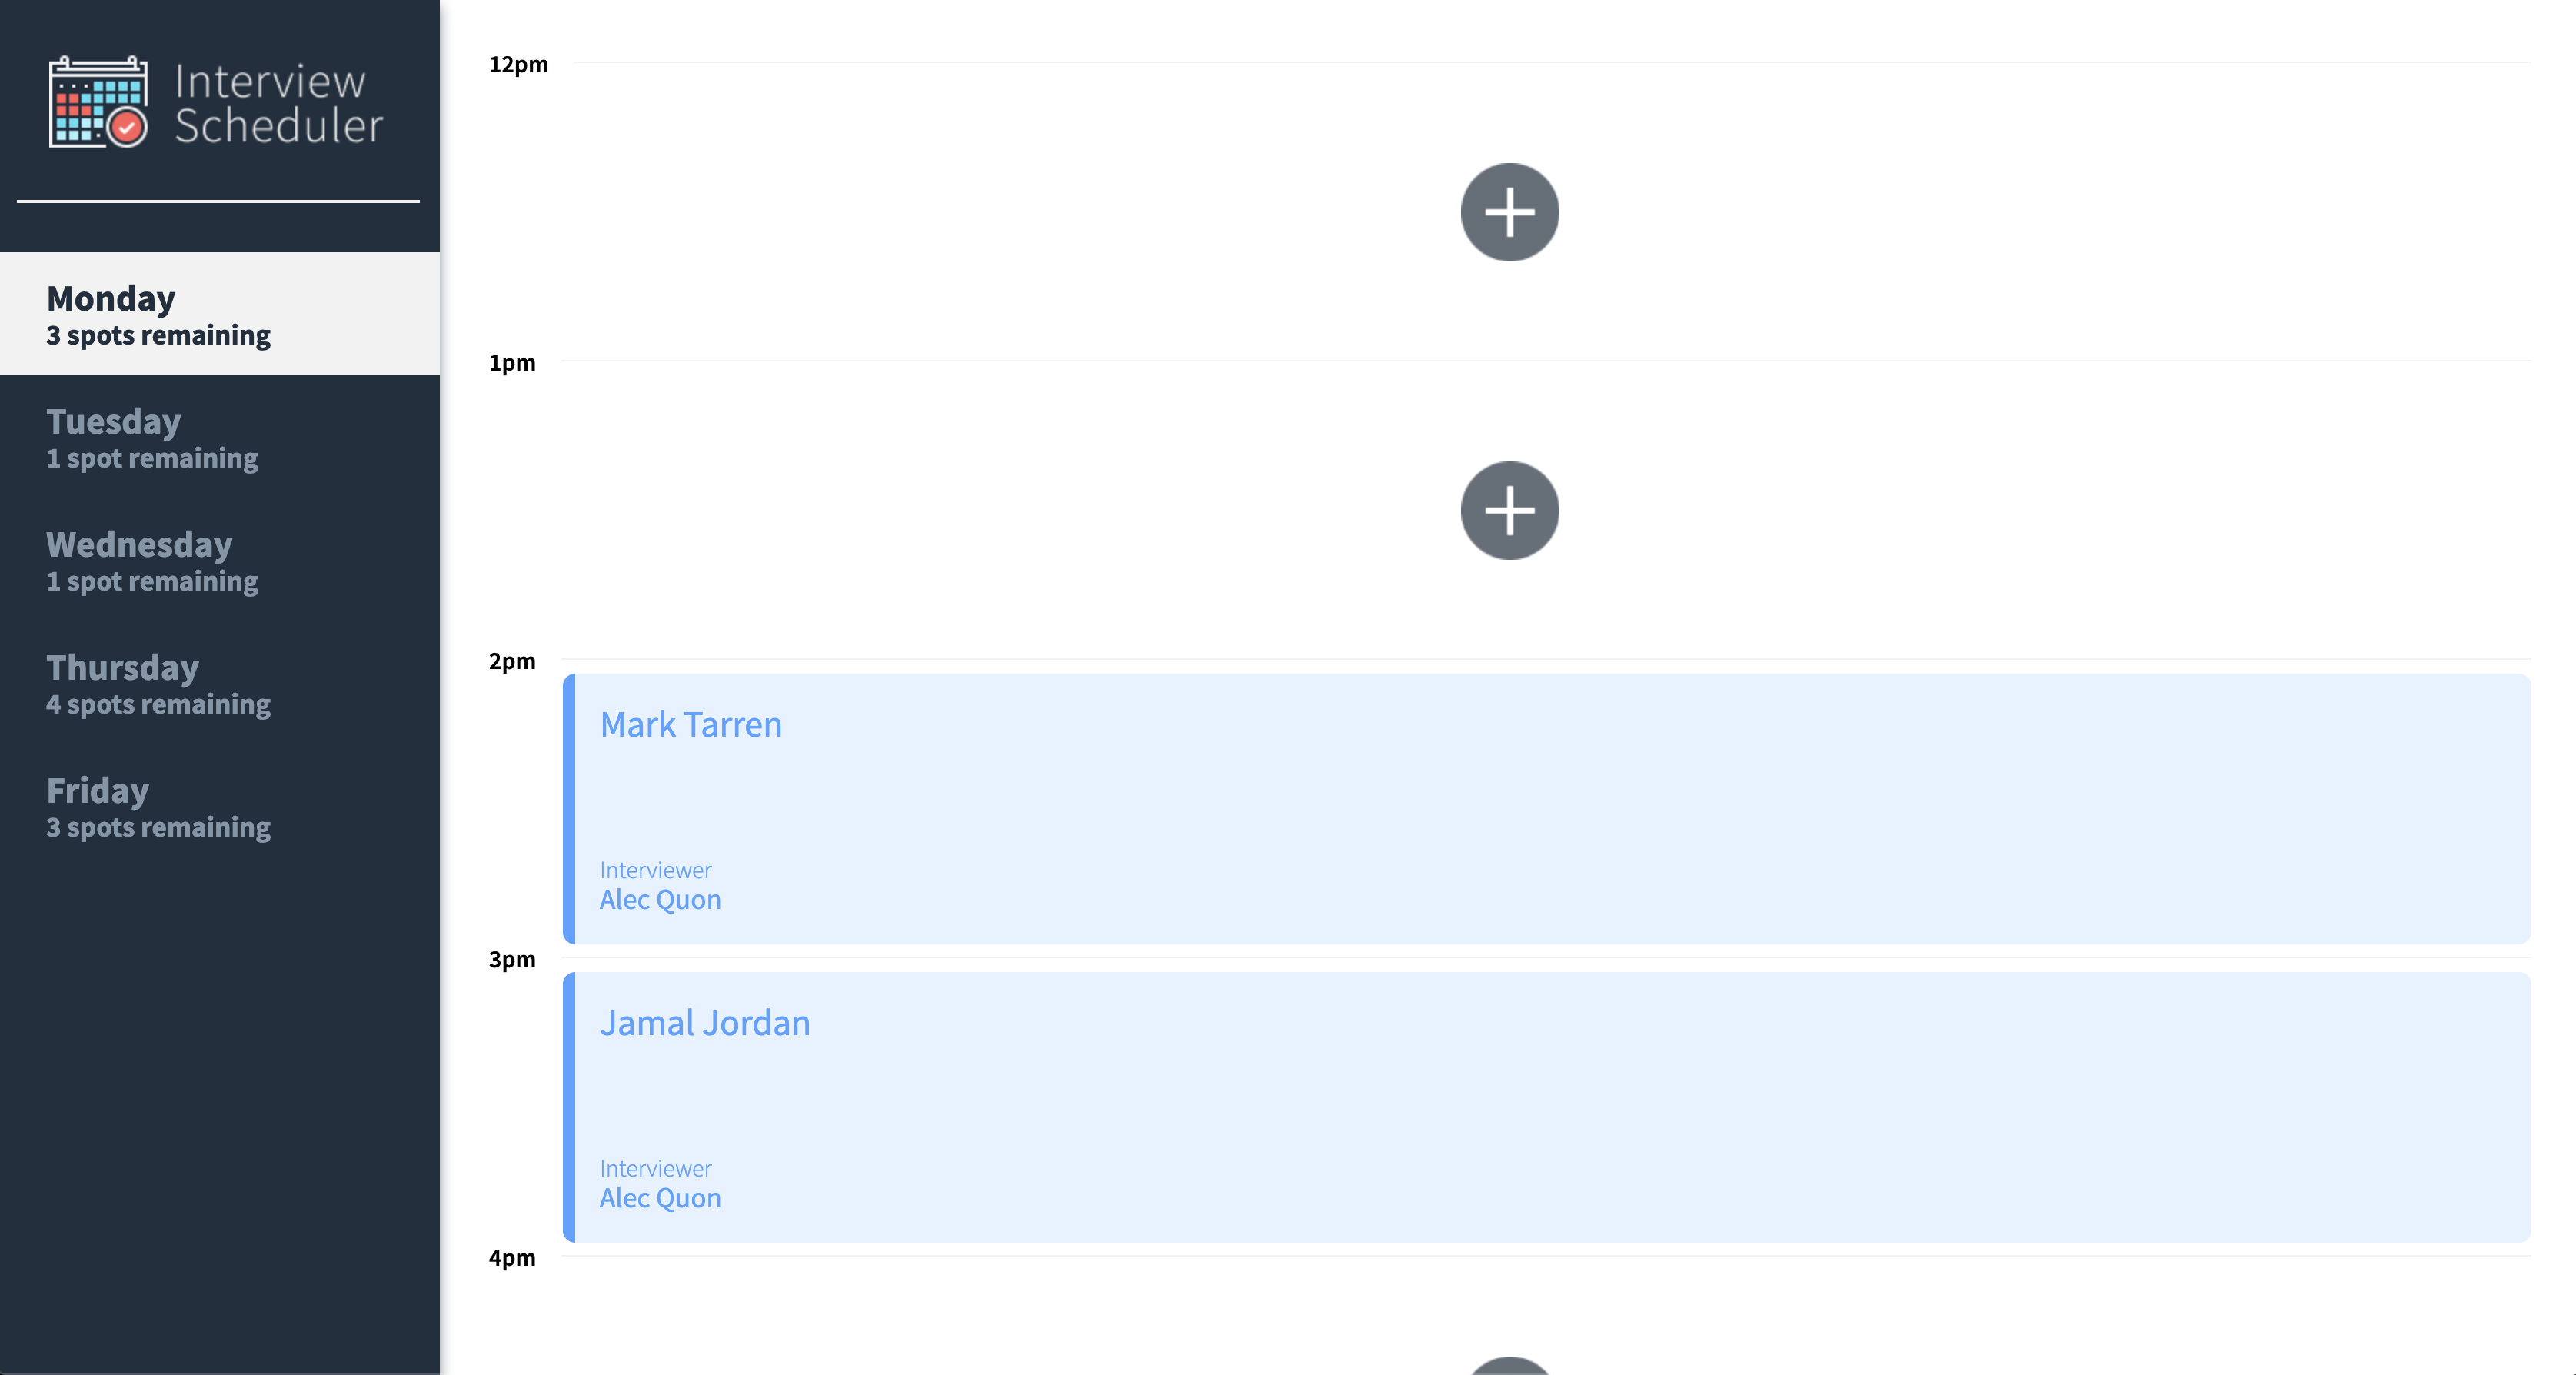 Interview
Scheduler
Monday
3 spots remaining
Tuesday
1 spot remaining
Wednesday
1 spot remaining
Thursday
4 spots remaining
Friday
3 spots remaining
12pm
1pm
2pm
Mark Tarren
Interviewer
Alec Quon
3pm
Jamal Jordan
Interviewer
Alec Quon
4pm